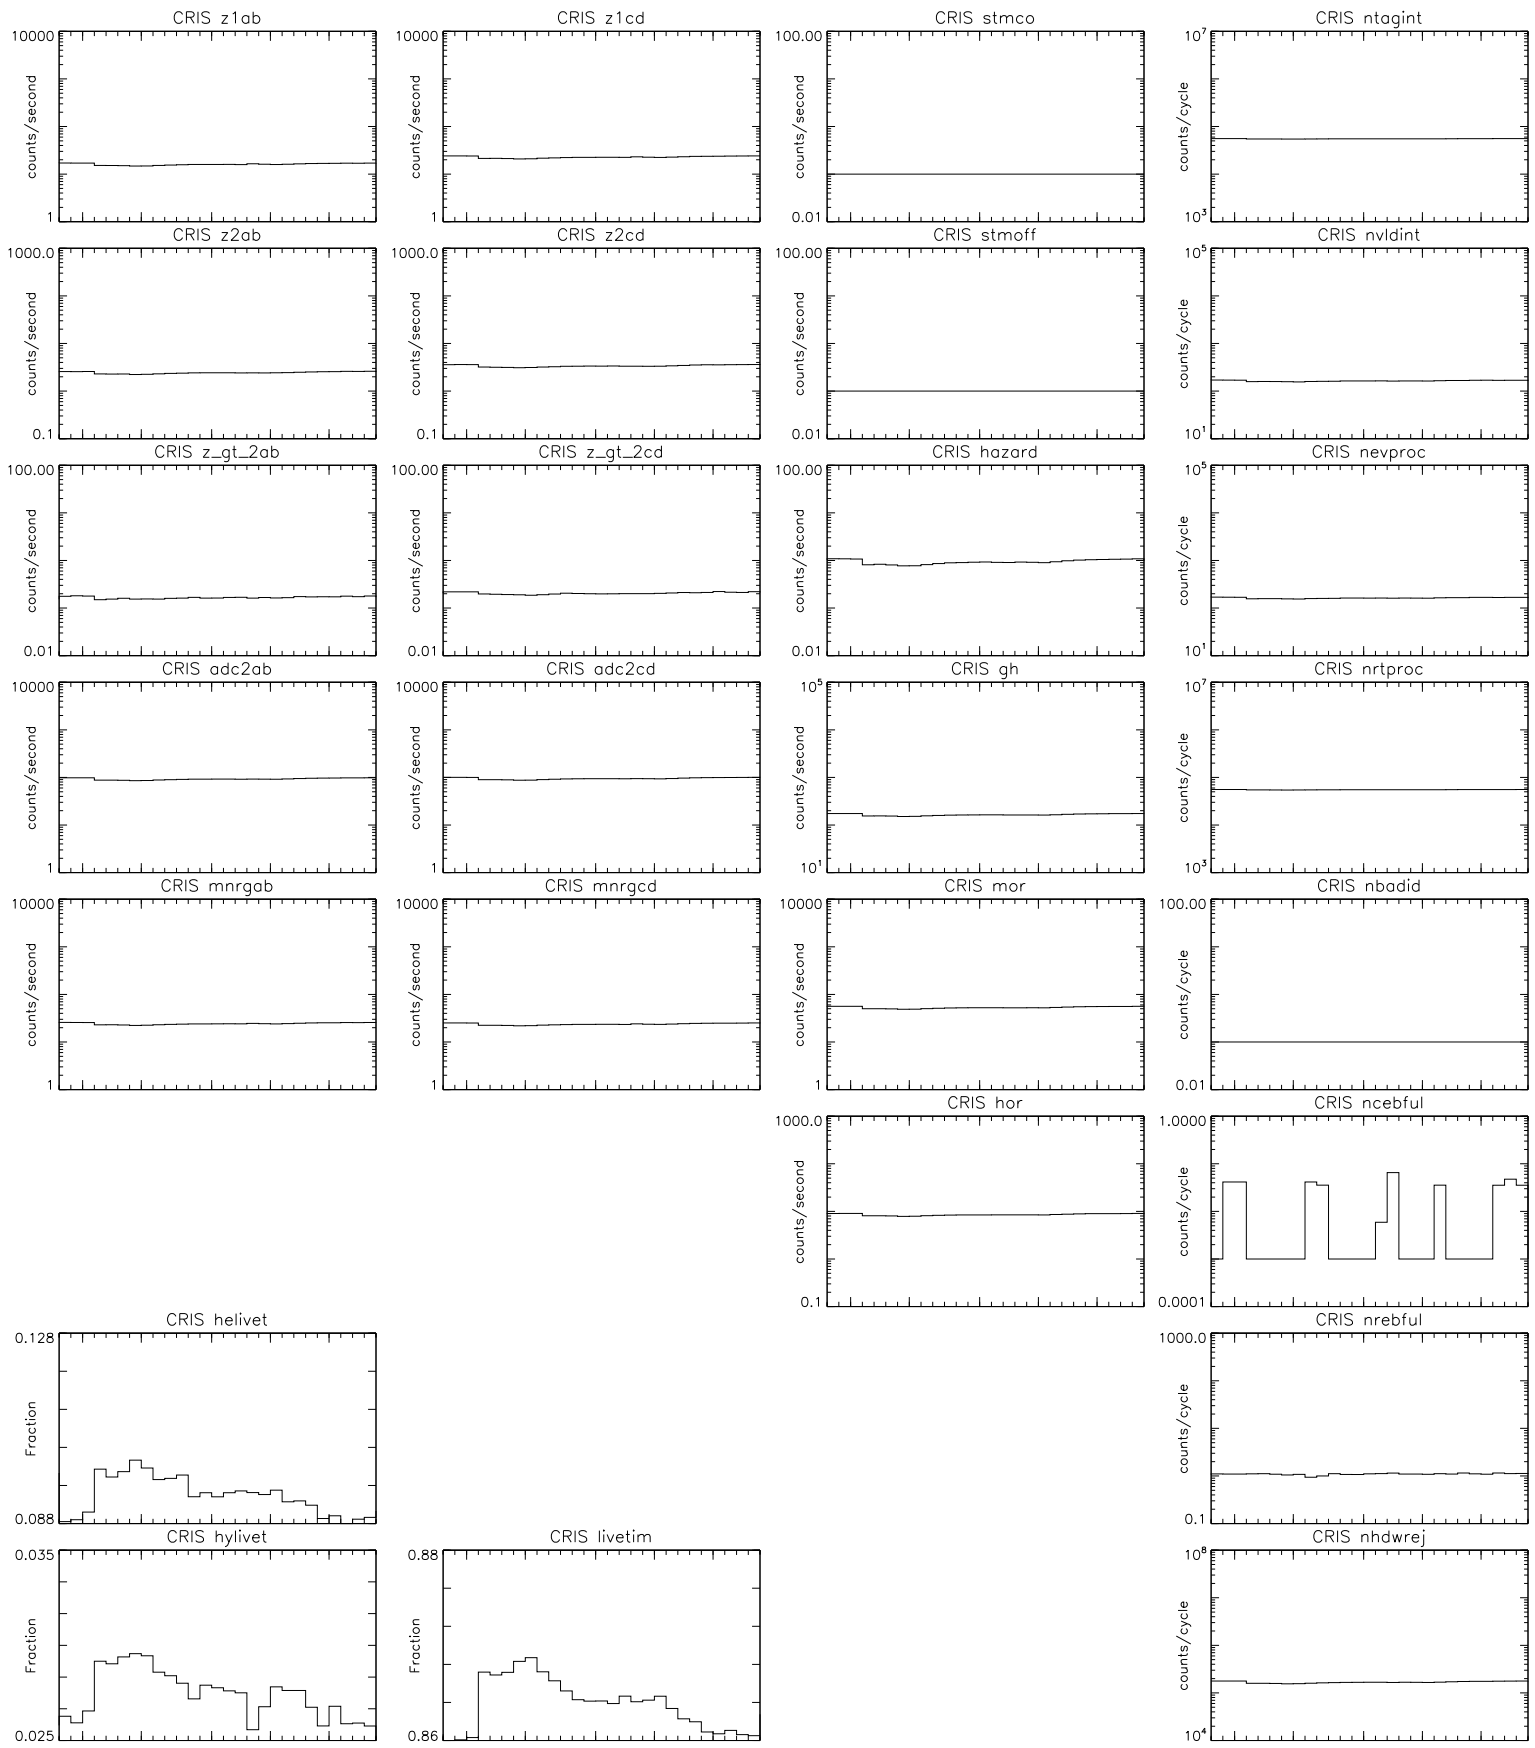 CRIS z1ab
CRIS z1cd
CRIS stmco
CRIS ntagint
10000
counts/second
1
10000
counts/second
1
100.00
counts/second
0.01
10⁷
counts/cycle
10³
CRIS z2ab
CRIS z2cd
CRIS stmoff
CRIS nvldint
1000.0
counts/second
0.1
1000.0
counts/second
0.1
100.00
counts/second
0.01
10⁵
counts/cycle
10¹
CRIS z_gt_2ab
CRIS z_gt_2cd
CRIS hazard
CRIS nevproc
100.00
counts/second
0.01
100.00
counts/second
0.01
100.00
counts/second
0.01
10⁵
counts/cycle
10¹
CRIS adc2ab
CRIS adc2cd
CRIS gh
CRIS nrtproc
10000
counts/second
1
10000
counts/second
1
10⁵
counts/second
10¹
10⁷
counts/cycle
10³
CRIS mnrgab
CRIS mnrgcd
CRIS mor
CRIS nbadid
10000
counts/second
1
10000
counts/second
1
10000
counts/second
1
100.00
counts/cycle
0.01
CRIS hor
CRIS ncebful
1000.0
counts/second
0.1
1.0000
counts/cycle
0.0001
CRIS helivet
CRIS nrebful
0.128
Fraction
0.088
1000.0
counts/cycle
0.1
CRIS hylivet
CRIS livetim
CRIS nhdwrej
0.035
Fraction
0.025
0.88
Fraction
0.86
10⁸
counts/cycle
10⁴